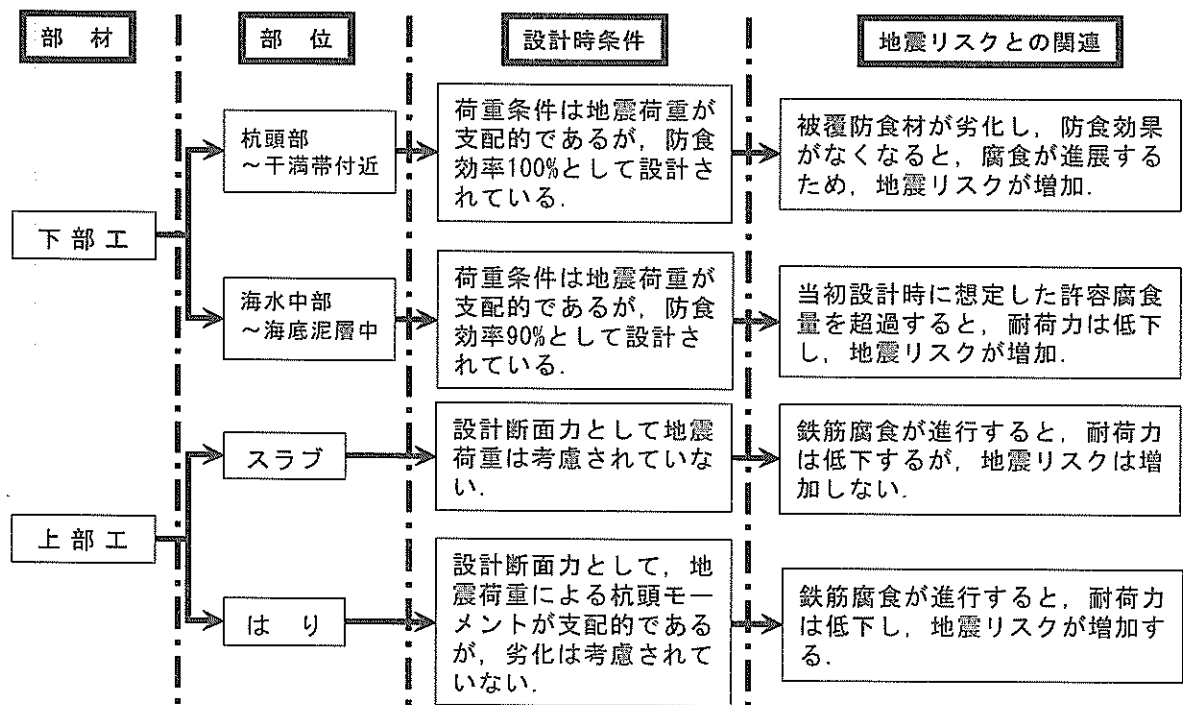 部材
部位
設計時条件
地震リスクとの関連
下部工
杭頭部
～干満帯付近
荷重条件は地震荷重が
支配的であるが，防食
効率100%として設計さ
れている．
被覆防食材が劣化し，防食効果
がなくなると，腐食が進展する
ため，地震リスクが増加．
海水中部
～海底泥層中
荷重条件は地震荷重が
支配的であるが，防食
効率90%として設計さ
れている．
当初設計時に想定した許容腐食
量を超過すると，耐荷力は低下
し，地震リスクが増加．
上部工
スラブ
設計断面力として地震
荷重は考慮されていな
い．
鉄筋腐食が進行すると，耐荷力
は低下するが，地震リスクは増
加しない．
はり
設計断面力として，地
震荷重による杭頭モー
メントが支配的である
が，劣化は考慮されて
いない．
鉄筋腐食が進行すると，耐荷力
は低下し，地震リスクが増加す
る．